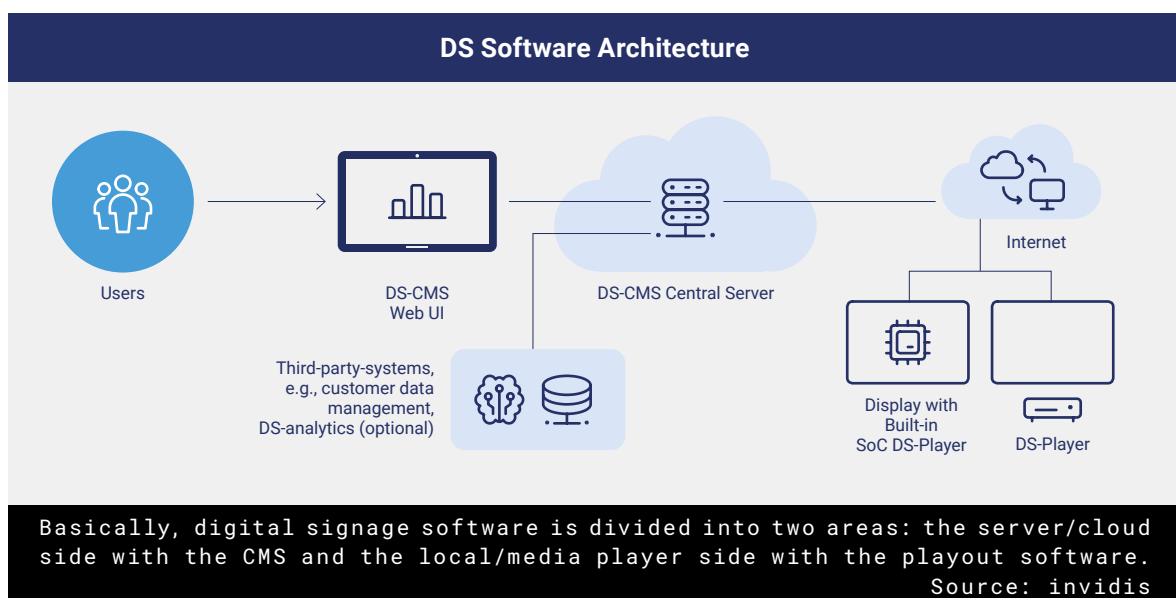 DS Software Architecture
Users
DS-CMS
Web UI
DS-CMS Central Server
Internet
Third-party-systems,
e.g., customer data
management,
DS-analytics (optional)
Display with
Built-in
SoC DS-Player
DS-Player
Basically, digital signage software is divided into two areas: the server/cloud
side with the CMS and the local/media player side with the playout software.
Source: invidis